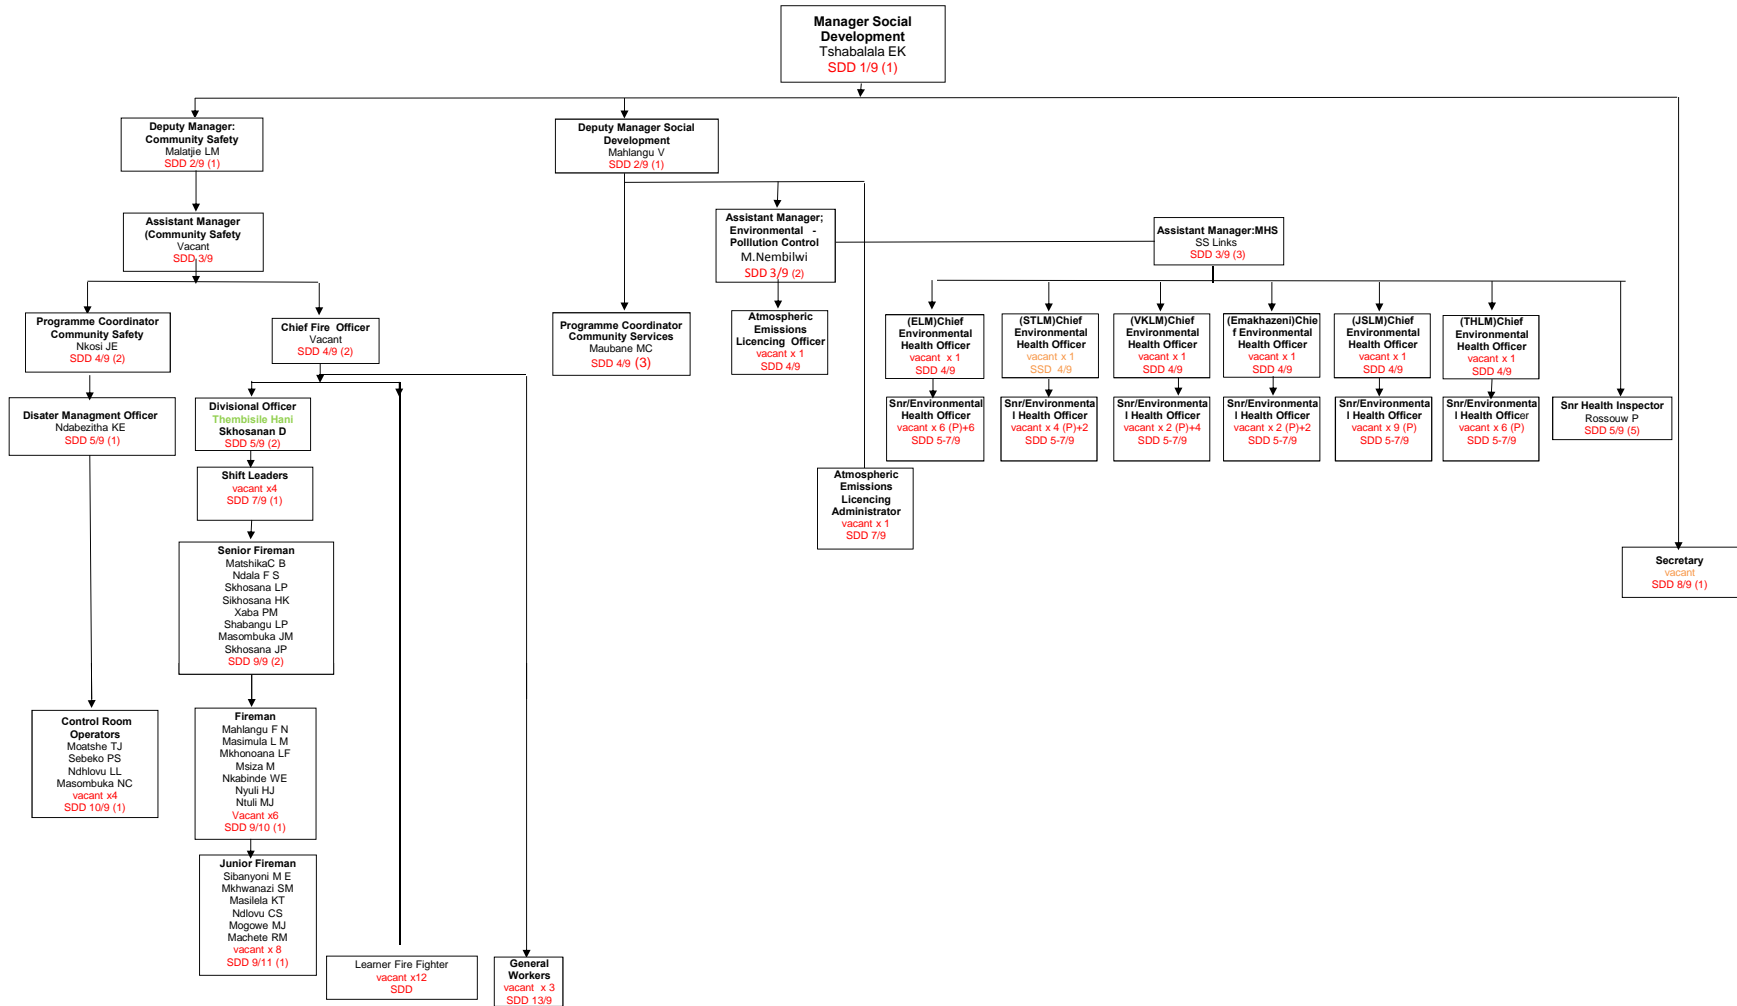 Manager Social
Development
Tshabalala EK
SDD 1/9 (1)
Deputy Manager:
Community Safety
Malatjie LM
SDD 2/9 (1)
Deputy Manager Social
Development
Mahlangu V
SDD 2/9 (1)
Assistant Manager
(Community Safety
Vacant
SDD 3/9
Assistant Manager;
Environmental -
Polllution Control
M.Nembilwi
SDD 3/9 (2)
Assistant Manager:MHS
SS Links
SDD 3/9 (3)
Programme Coordinator
Community Safety
Nkosi JE
SDD 4/9 (2)
Chief Fire Officer
Vacant
SDD 4/9 (2)
Programme Coordinator
Community Services
Maubane MC
SDD 4/9 (3)
Atmospheric
Emissions
Licencing Officer
vacant x 1
SDD 4/9
(ELM)Chief
Environmental
Health Officer
vacant x 1
SDD 4/9
(STLM)Chief
Environmental
Health Officer
vacant x 1
SSD 4/9
(VKLM)Chief
Environmental
Health Officer
vacant x 1
SDD 4/9
(Emakhazeni)Chie
f Environmental
Health Officer
vacant x 1
SDD 4/9
(JSLM)Chief
Environmental
Health Officer
vacant x 1
SDD 4/9
(THLM)Chief
Environmental
Health Officer
vacant x 1
SDD 4/9
Disater Managment Officer
Ndabezitha KE
SDD 5/9 (1)
Divisional Officer
Thembisile Hani
Skhosanan D
SDD 5/9 (2)
Snr/Environmental
Health Officer
vacant x 6 (P)+6
SDD 5-7/9
Snr/Environmenta
l Health Officer
vacant x 4 (P)+2
SDD 5-7/9
Snr/Environmenta
l Health Officer
vacant x 2 (P)+4
SDD 5-7/9
Snr/Environmenta
l Health Officer
vacant x 2 (P)+2
SDD 5-7/9
Snr/Environmenta
l Health Officer
vacant x 9 (P)
SDD 5-7/9
Snr/Environmenta
l Health Officer
vacant x 6 (P)
SDD 5-7/9
Snr Health Inspector
Rossouw P
SDD 5/9 (5)
Shift Leaders
vacant x4
SDD 7/9 (1)
Atmospheric
Emissions
Licencing
Administrator
vacant x 1
SDD 7/9
Senior Fireman
MatshikaC B
Ndala F S
Skhosana LP
Sikhosana HK
Xaba PM
Shabangu LP
Masombuka JM
Skhosana JP
SDD 9/9 (2)
Secretary
vacant
SDD 8/9 (1)
Control Room
Operators
Moatshe TJ
Sebeko PS
Ndhlovu LL
Masombuka NC
vacant x4
SDD 10/9 (1)
Fireman
Mahlangu F N
Masimula L M
Mkhonoana LF
Msiza M
Nkabinde WE
Nyuli HJ
Ntuli MJ
Vacant x6
SDD 9/10 (1)
Junior Fireman
Sibanyoni M E
Mkhwanazi SM
Masilela KT
Ndlovu CS
Mogowe MJ
Machete RM
vacant x 8
SDD 9/11 (1)
Learner Fire Fighter
vacant x12
SDD
General
Workers
vacant x 3
SDD 13/9